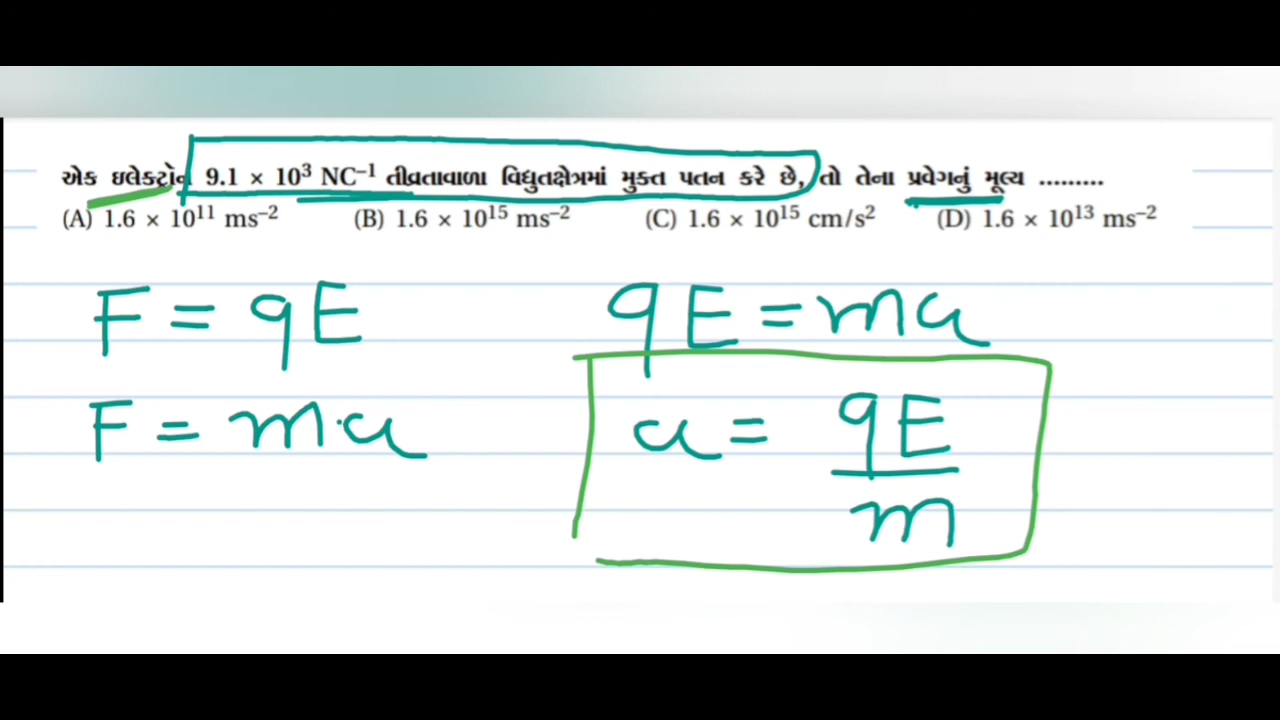 એક ઇલેક્ટ્રોન 9.1 × 10³ NC⁻¹ તીવ્રતાવાળા વિધુતક્ષેત્રમાં મુક્ત પતન કરે છે, તો તેના પ્રવેગનું મૂલ્ય .........
(A) 1.6 × 10¹¹ ms⁻² (B) 1.6 × 10¹⁵ ms⁻² (C) 1.6 × 10¹⁵ cm/s² (D) 1.6 × 10¹³ ms⁻²
F = qE
F = ma
qE = ma
a = qE
m